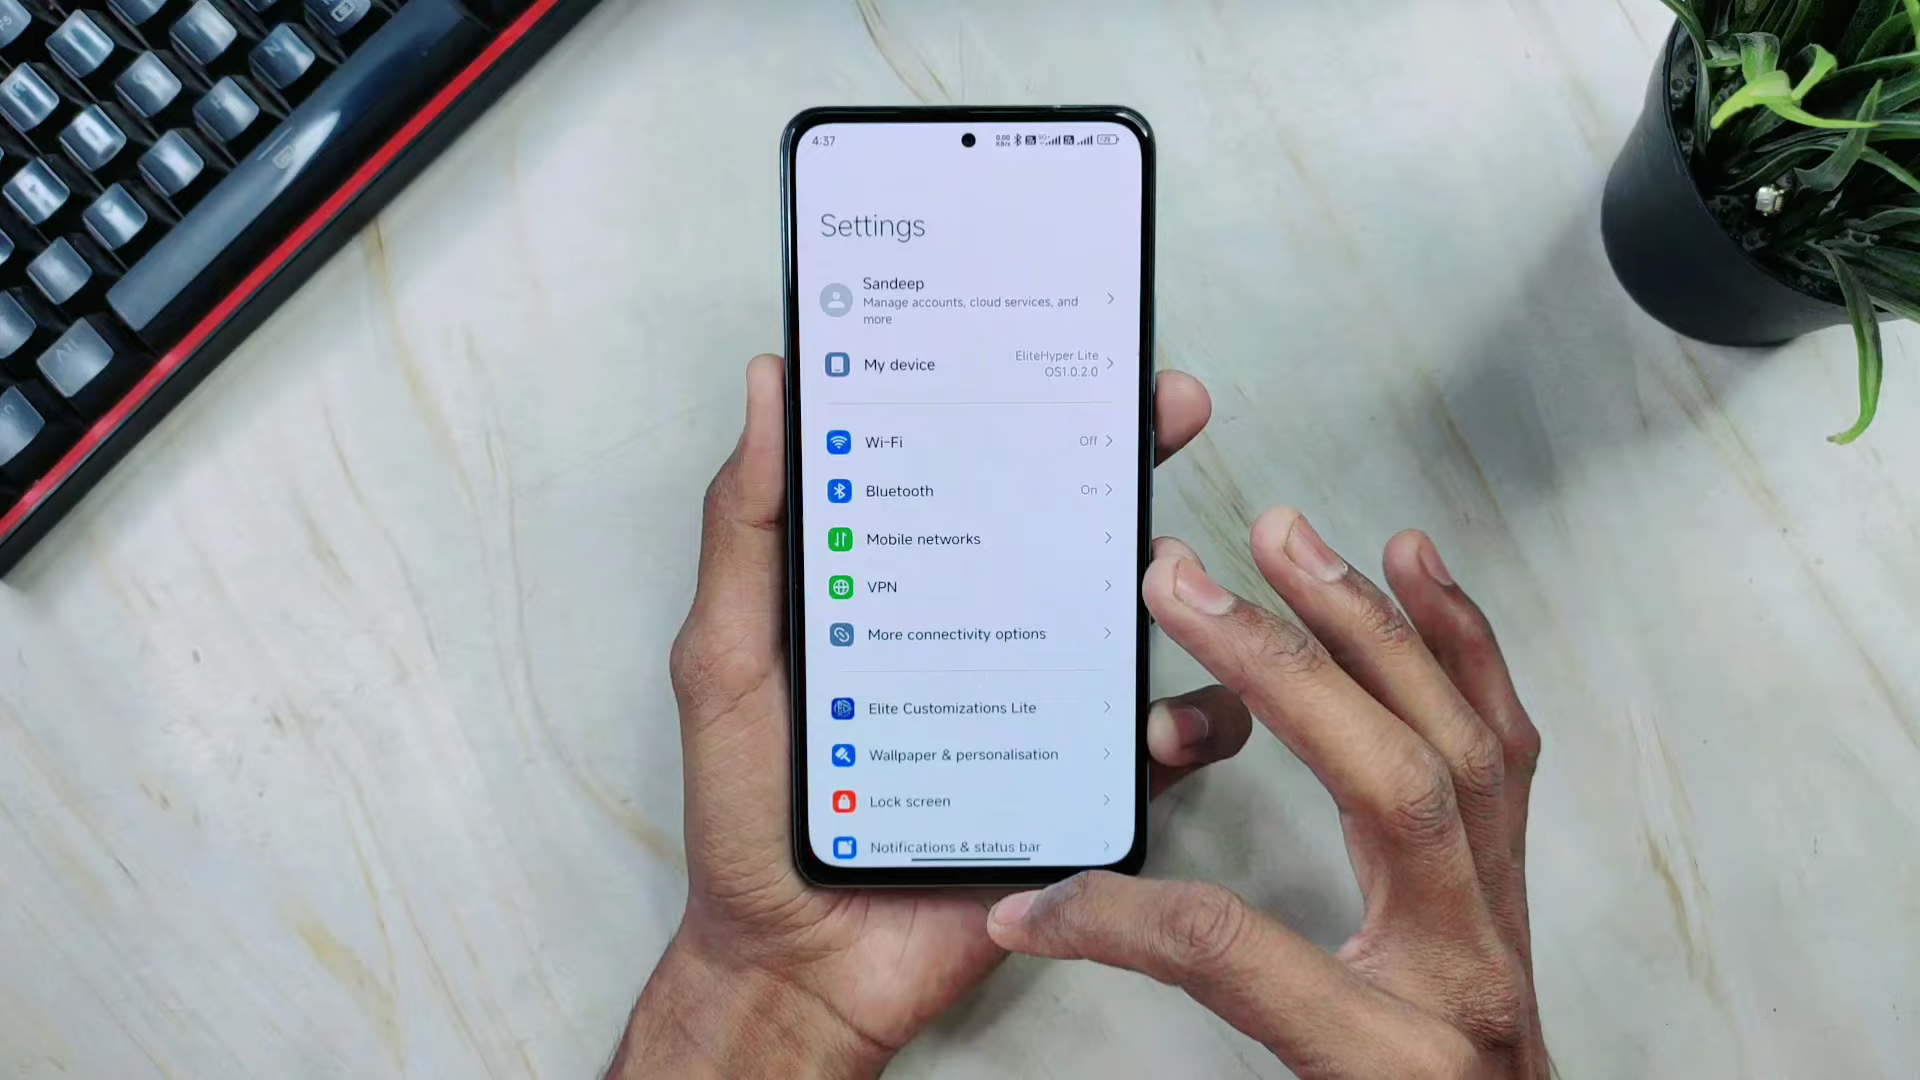 4:37
Settings
Sandeep
Manage accounts, cloud services, and
more
My device
EliteHyper Lite
OS1.0.2.0
Wi-Fi
Off
Bluetooth
On
Mobile networks
VPN
More connectivity options
Elite Customizations Lite
Wallpaper & personalisation
Lock screen
Notifications & status bar